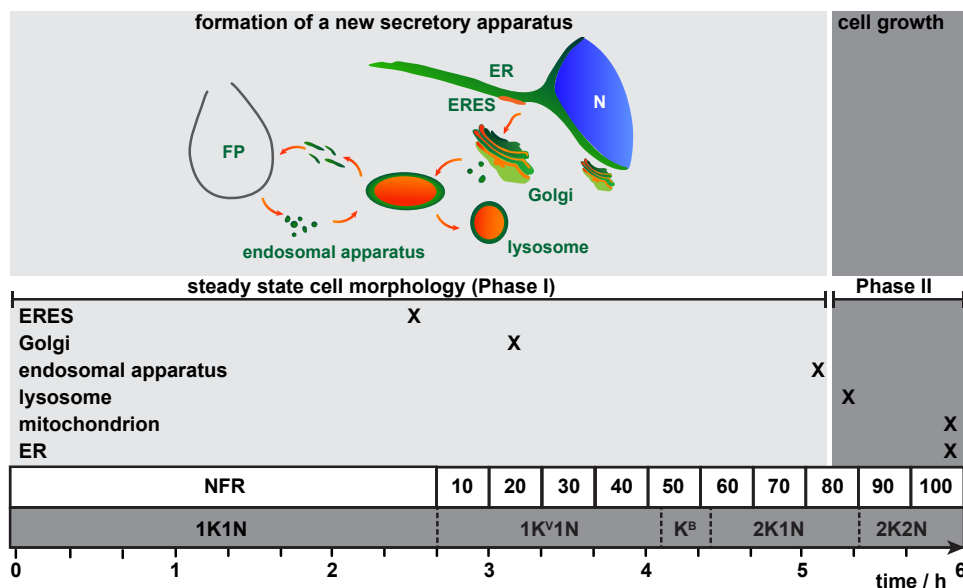 formation of a new secretory apparatus
cell growth
ER
ERES
N
FP
Golgi
endosomal apparatus
lysosome
steady state cell morphology (Phase I)
Phase II
ERES X
Golgi X
endosomal apparatus X
lysosome X
mitochondrion X
ER X
NFR 10 20 30 40 50 60 70 80 90 100
1K1N 1Kⱽ1N Kᴮ 2K1N 2K2N
0 1 2 3 4 5 6
time / h